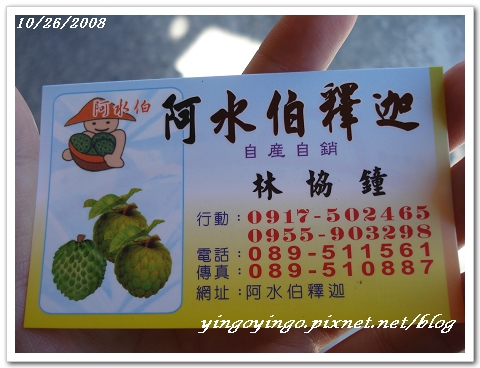 10/26/2008
阿水伯
阿水伯釋迦
自產自銷
林協鐘
行動：0917-502465
0955-903298
電話：089-511561
傳真：089-510887
網址：阿水伯釋迦
yingoyingo.pixnet.net/blog